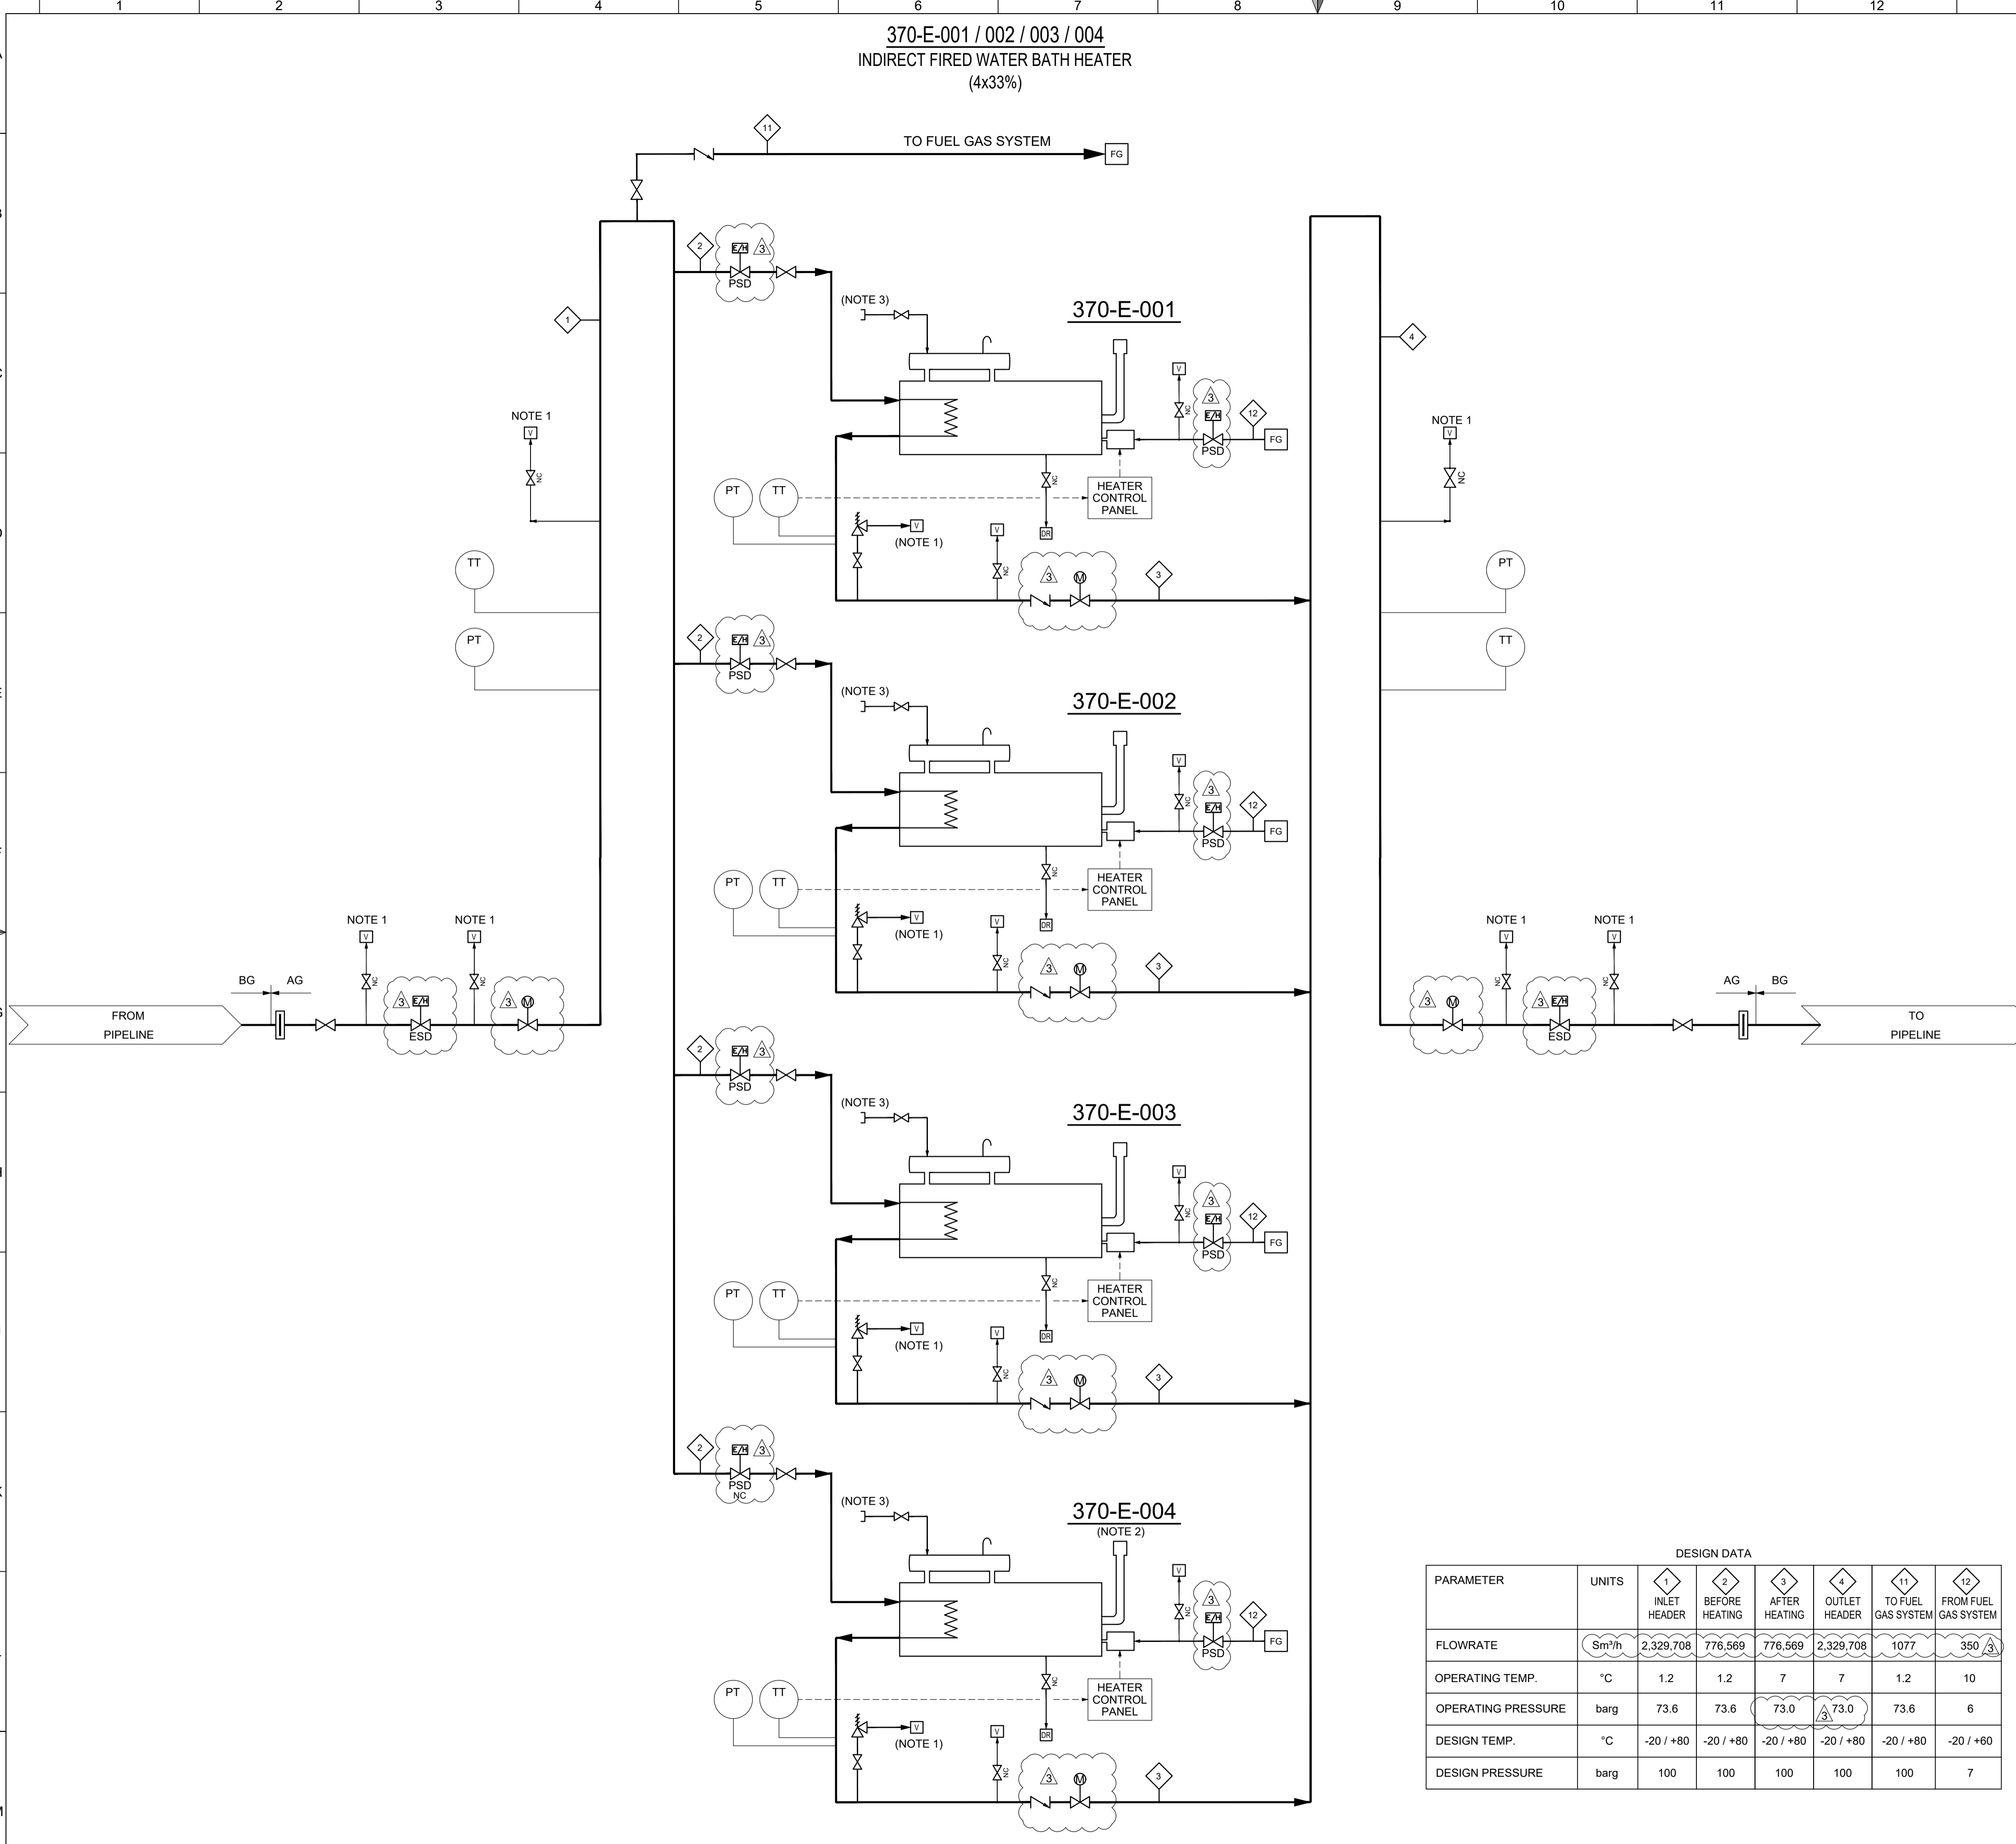 1 2 3 4 5 6 7 8 9 10 11 12
370-E-001 / 002 / 003 / 004
INDIRECT FIRED WATER BATH HEATER
(4x33%)
11
TO FUEL GAS SYSTEM
FG
2
E/H
3
PSD
(NOTE 3)
370-E-001
1
4
V
NC
3
E/H
PSD
12
FG
NOTE 1
V
NC
NOTE 1
V
NC
PT
TT
NC
HEATER
CONTROL
PANEL
V
(NOTE 1)
V
NC
DR
3
M
3
TT
PT
PT
TT
2
E/H
3
PSD
(NOTE 3)
370-E-002
V
NC
3
E/H
PSD
12
FG
PT
TT
NC
HEATER
CONTROL
PANEL
V
(NOTE 1)
V
NC
DR
3
M
3
NOTE 1
V
NC
NOTE 1
V
NC
BG
AG
3
E/H
ESD
3
M
FROM
PIPELINE
NOTE 1
V
NC
NOTE 1
V
NC
3
M
3
E/H
ESD
AG
BG
TO
PIPELINE
2
E/H
3
PSD
(NOTE 3)
370-E-003
V
NC
3
E/H
PSD
12
FG
PT
TT
NC
HEATER
CONTROL
PANEL
V
(NOTE 1)
V
NC
DR
3
M
3
2
E/H
3
PSD
NC
(NOTE 3)
370-E-004
(NOTE 2)
V
NC
3
E/H
PSD
12
FG
PT
TT
NC
HEATER
CONTROL
PANEL
V
(NOTE 1)
V
NC
DR
3
M
3
DESIGN DATA
PARAMETER UNITS 1 2 3 4 11 12
INLET BEFORE AFTER OUTLET TO FUEL FROM FUEL
HEADER HEATING HEATING HEADER GAS SYSTEM GAS SYSTEM
FLOWRATE Sm³/h 2,329,708 776,569 776,569 2,329,708 1077 350 3
OPERATING TEMP. °C 1.2 1.2 7 7 1.2 10
OPERATING PRESSURE barg 73.6 73.6 73.0 3 73.0 73.6 6
DESIGN TEMP. °C -20 / +80 -20 / +80 -20 / +80 -20 / +80 -20 / +80 -20 / +60
DESIGN PRESSURE barg 100 100 100 100 100 7